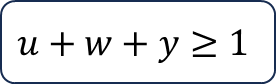 u + w + y ≥ 1